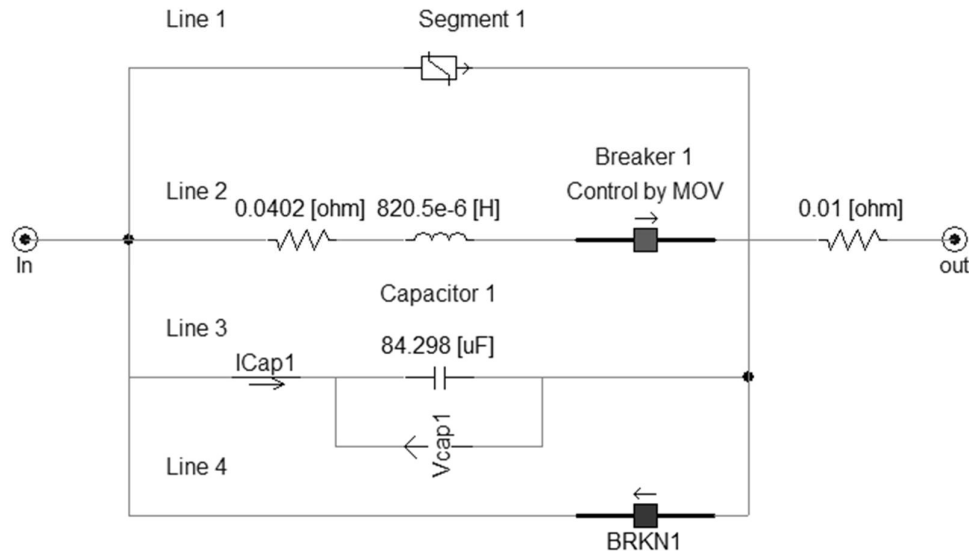 Line 1
Segment 1
Breaker 1
Control by MOV
Line 2
0.0402 [ohm]
820.5e-6 [H]
0.01 [ohm]
In
out
Capacitor 1
Line 3
84.298 [uF]
ICap1
Vcap1
Line 4
BRKN1